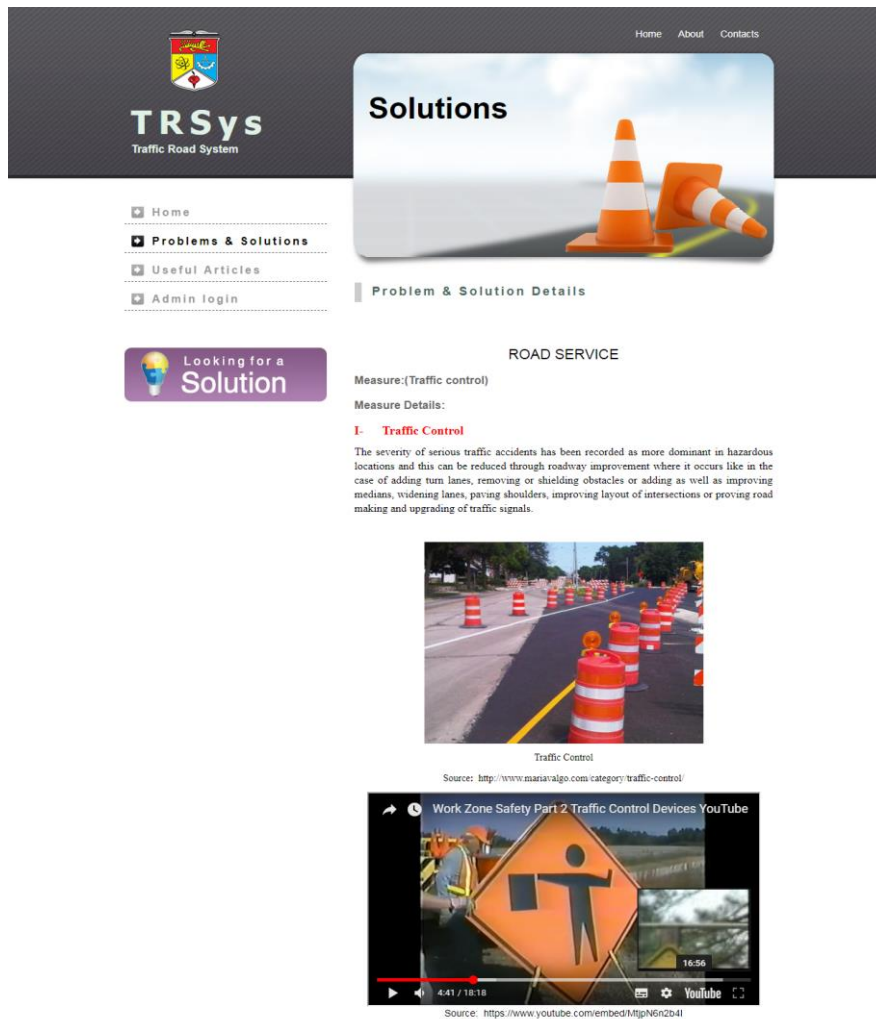 Home About Contacts
TRSys
Traffic Road System
Solutions
Home
Problems & Solutions
Useful Articles
Admin login
Looking for a
Solution
Problem & Solution Details
ROAD SERVICE
Measure:(Traffic control)
Measure Details:
I- Traffic Control
The severity of serious traffic accidents has been recorded as more dominant in hazardous
locations and this can be reduced through roadway improvement where it occurs like in the
case of adding turn lanes, removing or shielding obstacles or adding as well as improving
medians, widening lanes, paving shoulders, improving layout of intersections or proving road
making and upgrading of traffic signals.
Traffic Control
Source: http://www.mariavalgo.com/category/traffic-control/
Work Zone Safety Part 2 Traffic Control Devices YouTube
16:56
4:41 / 18:18
YouTube
Source: https://www.youtube.com/embed/MtjpN6n2b4I